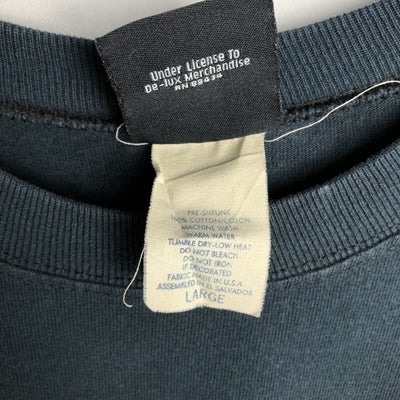 Under License To
De-Lux Merchandise
RN 98434
PRE-SHRUNK
100% COTTON/COTON
MACHINE WASH
WARM WATER
TUMBLE DRY-LOW HEAT
DO NOT BLEACH
DO NOT IRON
IF DECORATED
FABRIC MADE IN U.S.A.
ASSEMBLED IN EL SALVADOR
LARGE